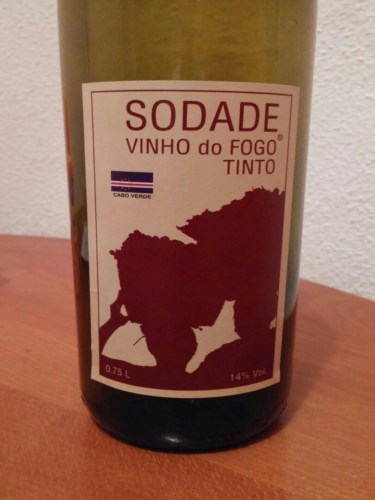 SODADE
VINHO do FOGO®
TINTO
CABO VERDE
0.75 L
14% Vol